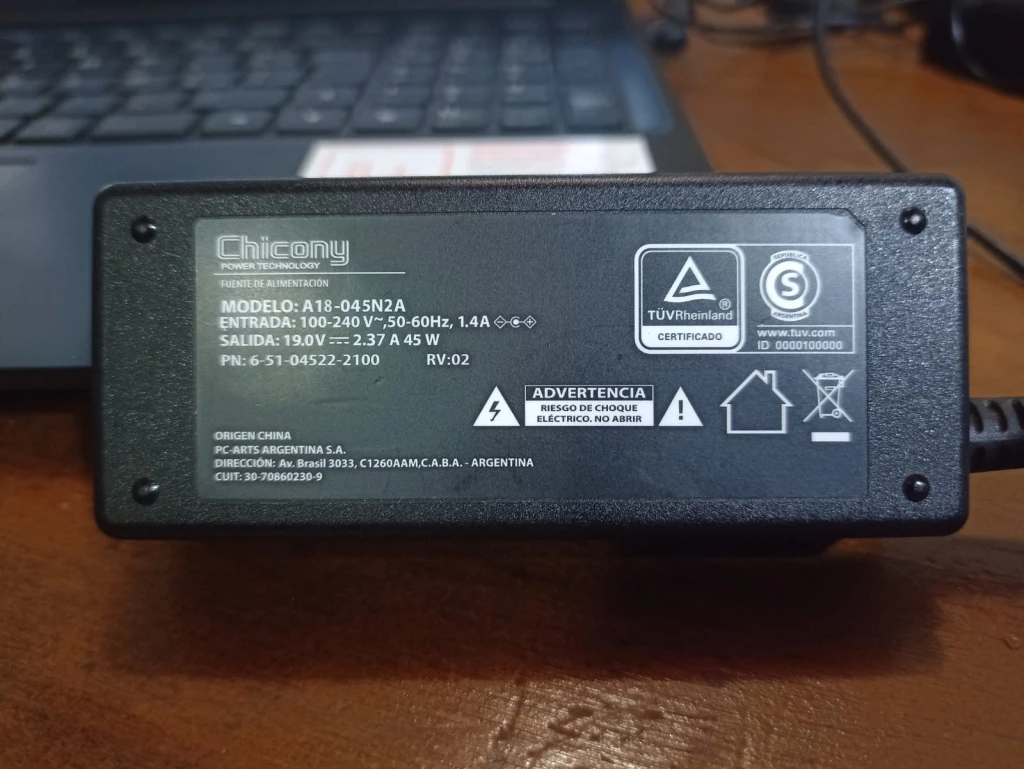 Chicony
POWER TECHNOLOGY
FUENTE DE ALIMENTACIÓN
MODELO: A18-045N2A
ENTRADA: 100-240 V~,50-60Hz, 1.4A
SALIDA: 19.0V ⎓ 2.37 A 45 W
PN: 6-51-04522-2100 RV:02
TÜVRheinland ®
CERTIFICADO
REPUBLICA
S
ARGENTINA
www.tuv.com
ID 0000100000
ADVERTENCIA
RIESGO DE CHOQUE
ELÉCTRICO. NO ABRIR
ORIGEN CHINA
PC-ARTS ARGENTINA S.A.
DIRECCIÓN: Av. Brasil 3033, C1260AAM,C.A.B.A. - ARGENTINA
CUIT: 30-70860230-9